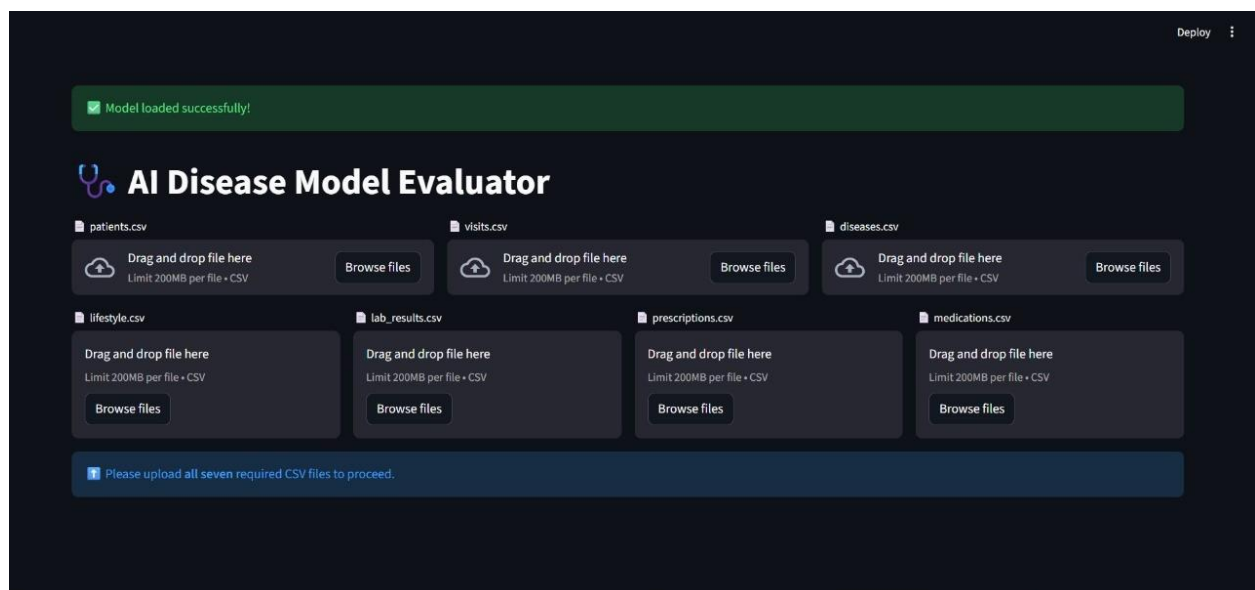 Deploy
Model loaded successfully!
AI Disease Model Evaluator
patients.csv
Drag and drop file here
Limit 200MB per file • CSV
Browse files
visits.csv
Drag and drop file here
Limit 200MB per file • CSV
Browse files
diseases.csv
Drag and drop file here
Limit 200MB per file • CSV
Browse files
lifestyle.csv
Drag and drop file here
Limit 200MB per file • CSV
Browse files
lab_results.csv
Drag and drop file here
Limit 200MB per file • CSV
Browse files
prescriptions.csv
Drag and drop file here
Limit 200MB per file • CSV
Browse files
medications.csv
Drag and drop file here
Limit 200MB per file • CSV
Browse files
Please upload all seven required CSV files to proceed.